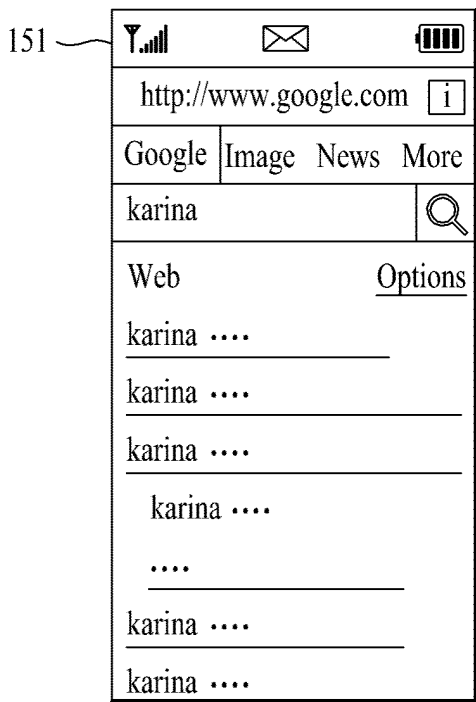 151
http://www.google.com i
Google Image News More
karina
Web Options
karina ....
karina ....
karina ....
karina ....
....
karina ....
karina ....